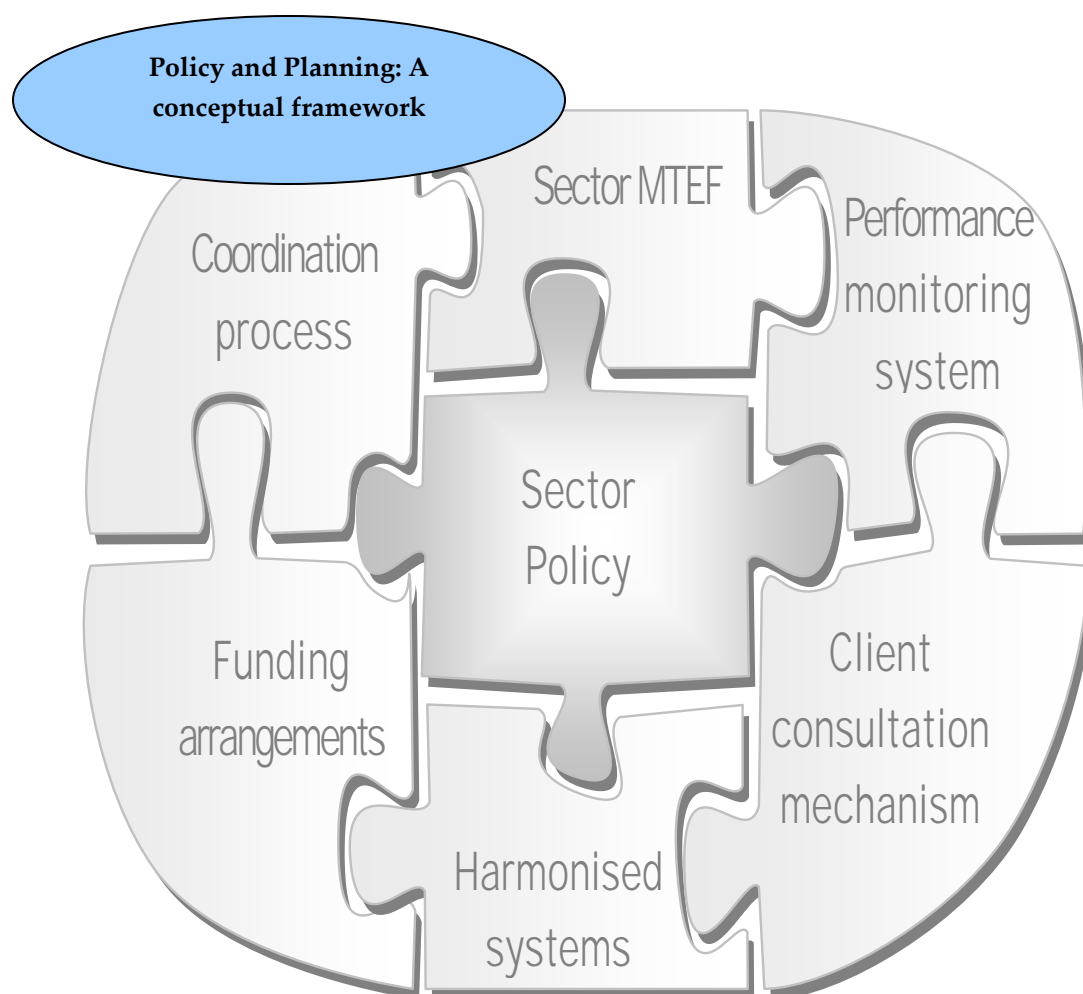 Policy and Planning: A
conceptual framework
Sector MTEF
Coordination
process
Performance
monitoring
system
Sector
Policy
Funding
arrangements
Client
consultation
mechanism
Harmonised
systems